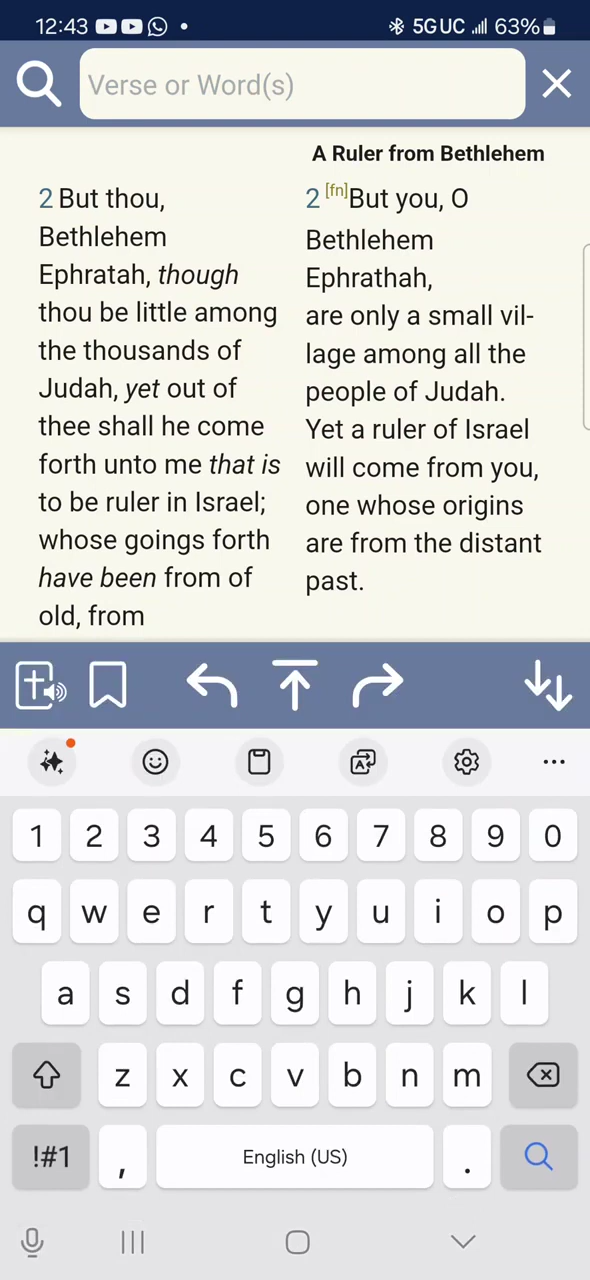 12:43 5GUC 63%
Verse or Word(s)
A Ruler from Bethlehem
2 But thou,
Bethlehem
Ephratah, though
thou be little among
the thousands of
Judah, yet out of
thee shall he come
forth unto me that is
to be ruler in Israel;
whose goings forth
have been from of
old, from
2 [fn]But you, O
Bethlehem
Ephrathah,
are only a small vil-
lage among all the
people of Judah.
Yet a ruler of Israel
will come from you,
one whose origins
are from the distant
past.
1 2 3 4 5 6 7 8 9 0
q w e r t y u i o p
a s d f g h j k l
z x c v b n m
!#1 , English (US) .